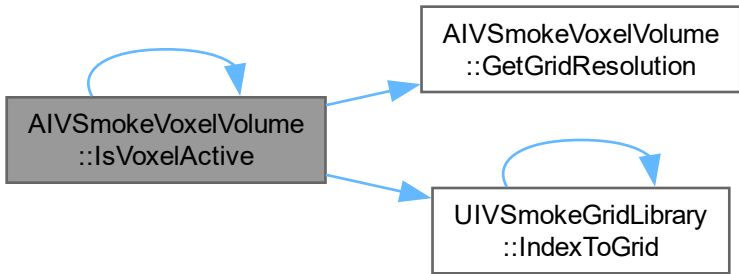 AIVSmokeVoxelVolume
::IsVoxelActive
AIVSmokeVoxelVolume
::GetGridResolution
UIVSmokeGridLibrary
::IndexToGrid